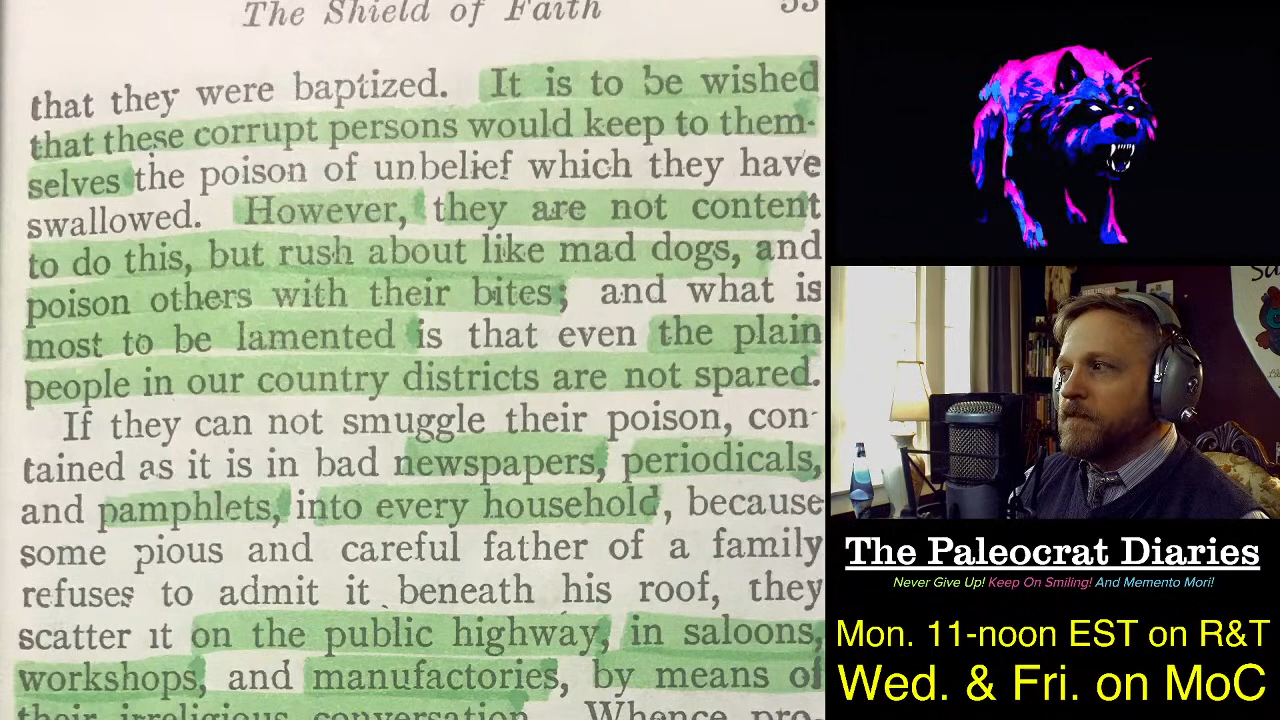 The Shield of Faith 53
that they were baptized. It is to be wished
that these corrupt persons would keep to them-
selves the poison of unbelief which they have
swallowed. However, they are not content
to do this, but rush about like mad dogs, and
poison others with their bites; and what is
most to be lamented is that even the plain
people in our country districts are not spared.
If they can not smuggle their poison, con-
tained as it is in bad newspapers, periodicals,
and pamphlets, into every household, because
some pious and careful father of a family
refuses to admit it beneath his roof, they
scatter it on the public highway, in saloons,
workshops, and manufactories, by means of
their irreligious conversation. Whence pro-
The Paleocrat Diaries
Never Give Up! Keep On Smiling! And Memento Mori!
Mon. 11-noon EST on R&T
Wed. & Fri. on MoC